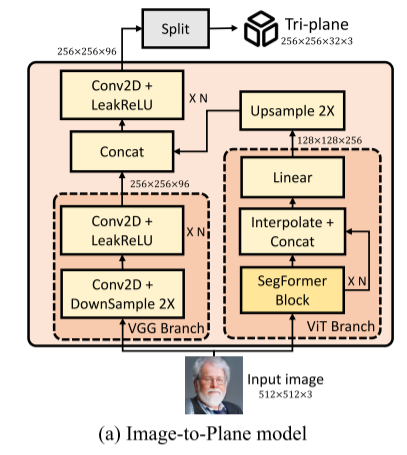 256×256×96
Split
Tri-plane
256×256×32×3
Conv2D +
LeakReLU
X N
Upsample 2X
Concat
128×128×256
256×256×96
Linear
Conv2D +
LeakReLU
X N
Interpolate +
Concat
Conv2D +
DownSample 2X
SegFormer
Block
X N
VGG Branch
ViT Branch
Input image
512×512×3
(a) Image-to-Plane model